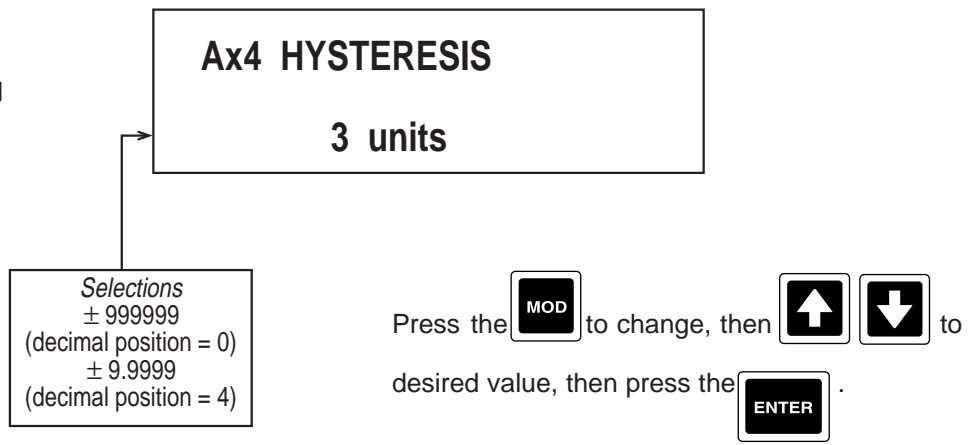 Ax4 HYSTERESIS
3 units
Selections
± 999999
(decimal position = 0)
± 9.9999
(decimal position = 4)
Press the MOD to change, then to
desired value, then press the ENTER .